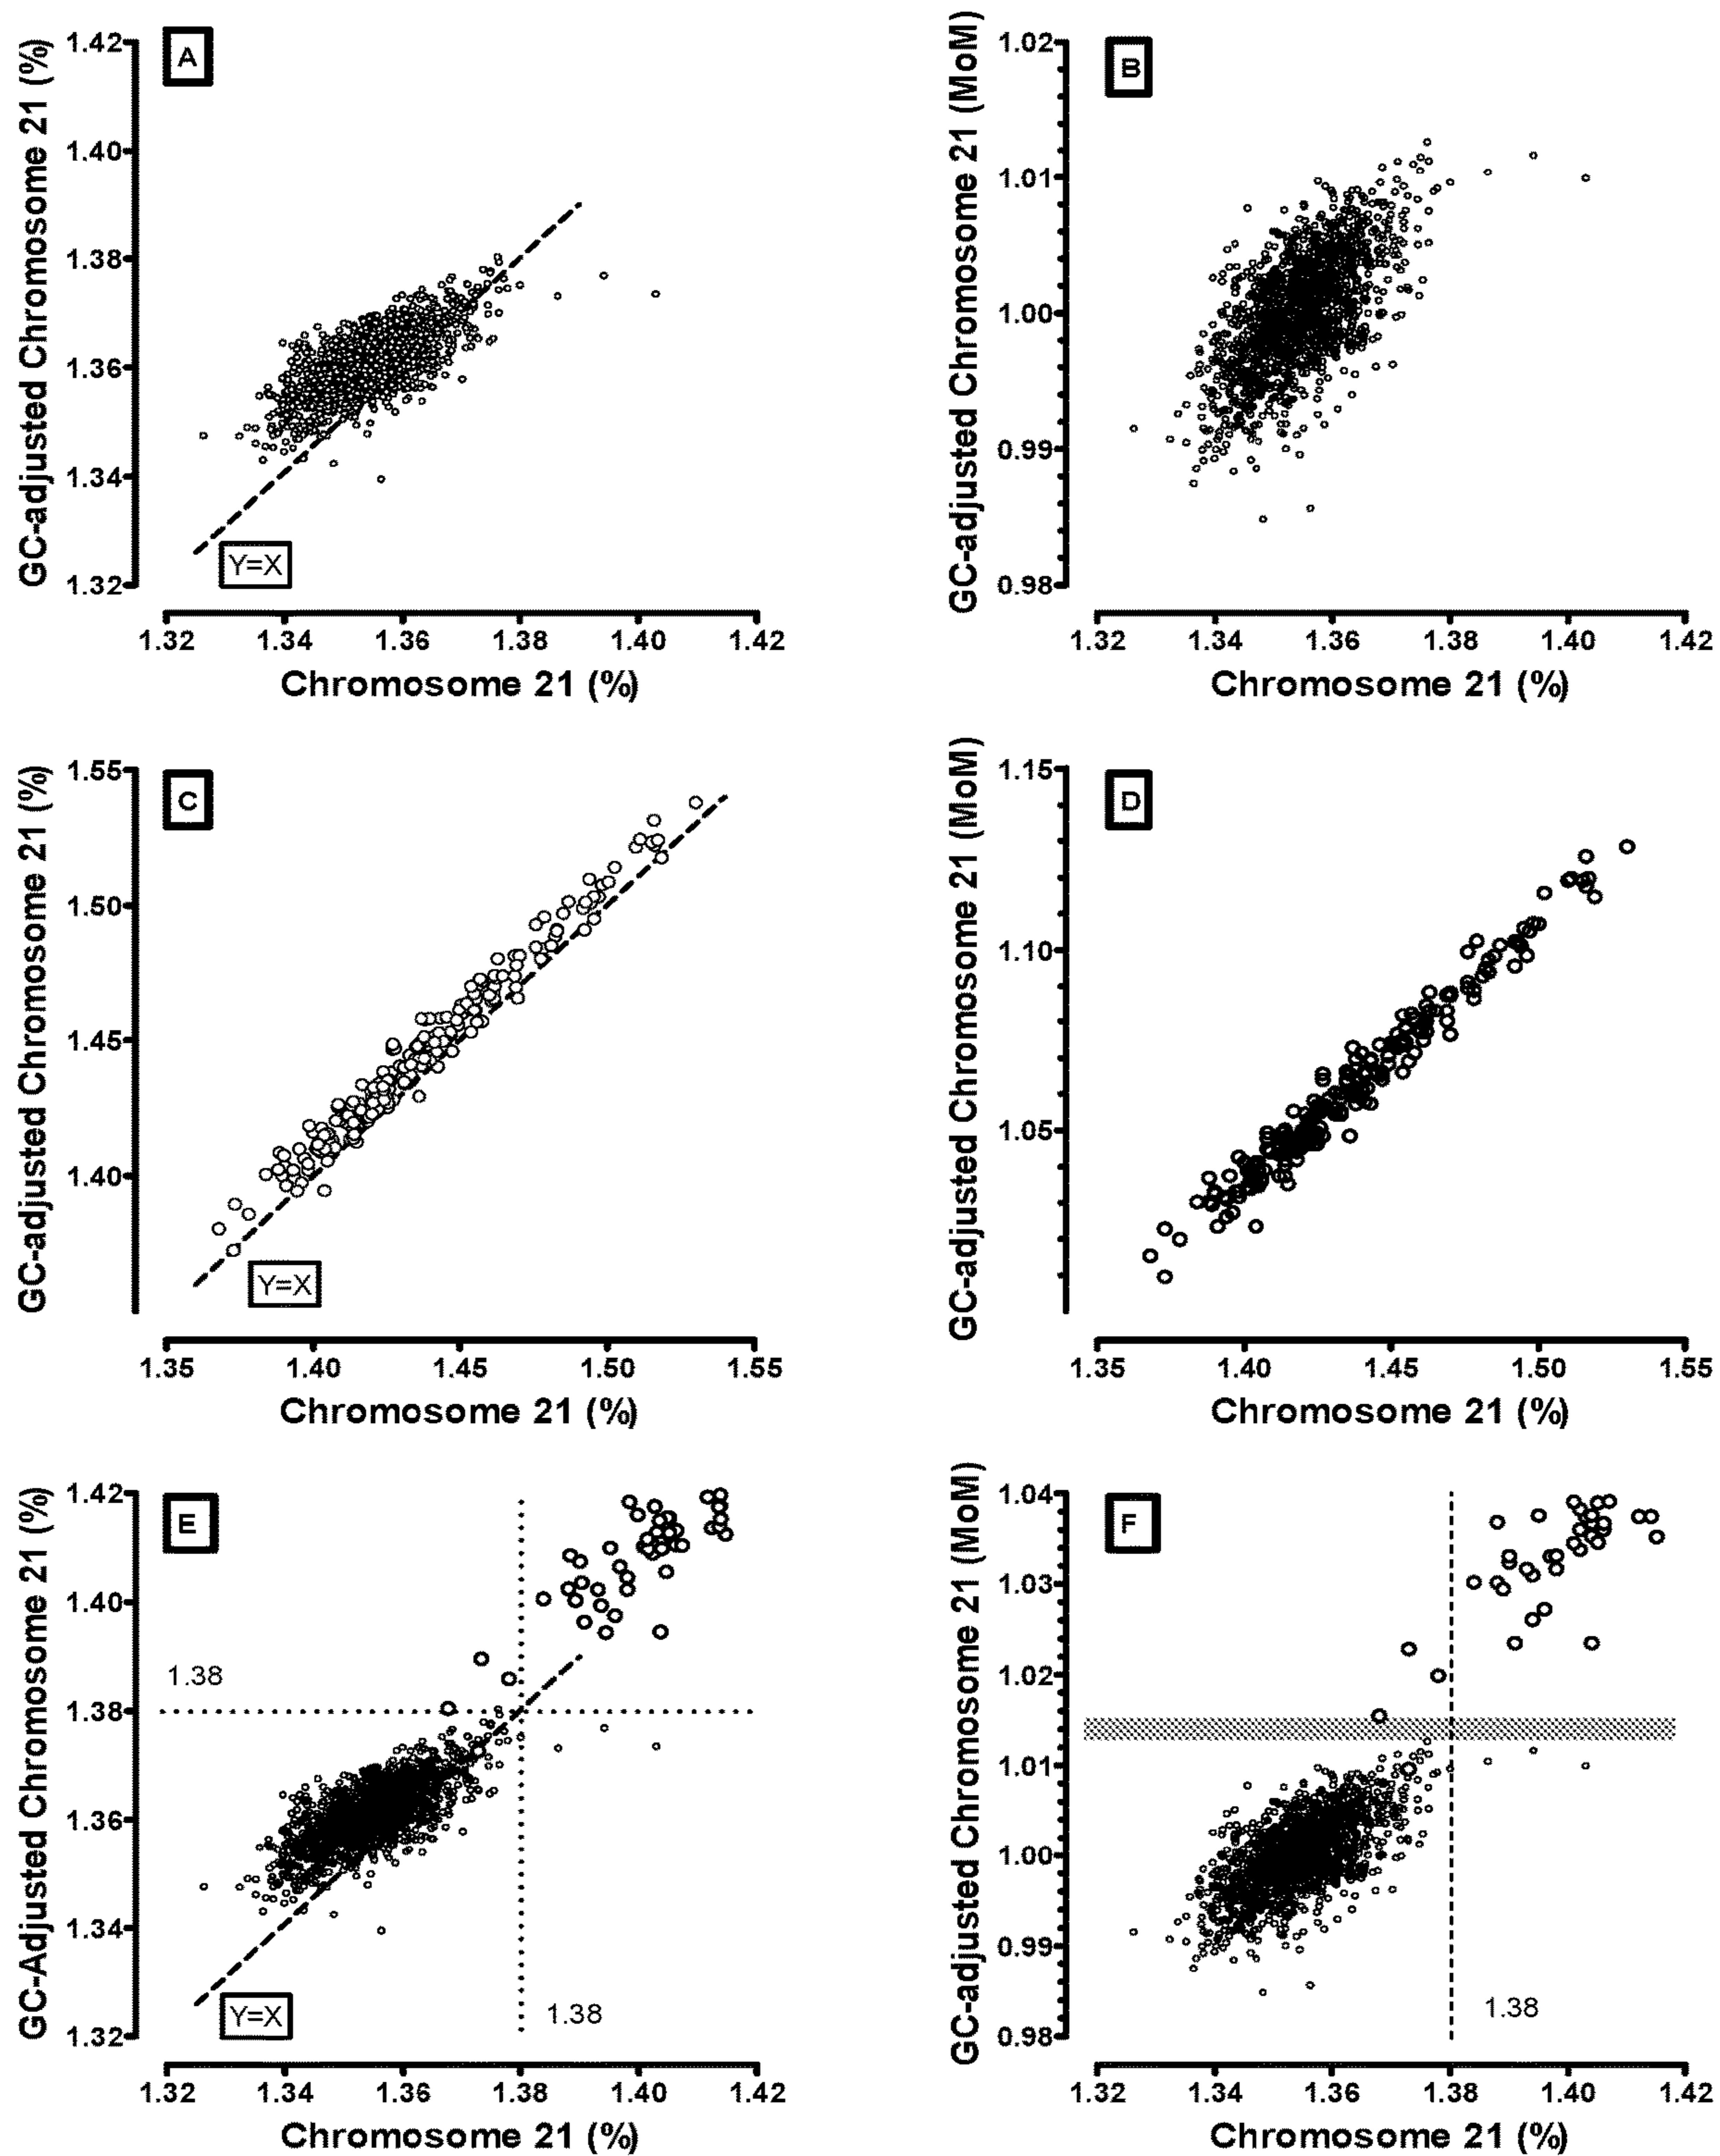 A
GC-adjusted Chromosome 21 (%)
1.42
1.40
1.38
1.36
1.34
1.32
Y=X
1.32 1.34 1.36 1.38 1.40 1.42
Chromosome 21 (%)
B
GC-adjusted Chromosome 21 (MoM)
1.02
1.01
1.00
0.99
0.98
1.32 1.34 1.36 1.38 1.40 1.42
Chromosome 21 (%)
C
GC-adjusted Chromosome 21 (%)
1.55
1.50
1.45
1.40
Y=X
1.35 1.40 1.45 1.50 1.55
Chromosome 21 (%)
D
GC-adjusted Chromosome 21 (MoM)
1.15
1.10
1.05
1.35 1.40 1.45 1.50 1.55
Chromosome 21 (%)
E
GC-Adjusted Chromosome 21 (%)
1.42
1.40
1.38
1.36
1.34
1.32
1.38
1.38
Y=X
1.32 1.34 1.36 1.38 1.40 1.42
Chromosome 21 (%)
F
GC-adjusted Chromosome 21 (MoM)
1.04
1.03
1.02
1.01
1.00
0.99
0.98
1.38
1.32 1.34 1.36 1.38 1.40 1.42
Chromosome 21 (%)